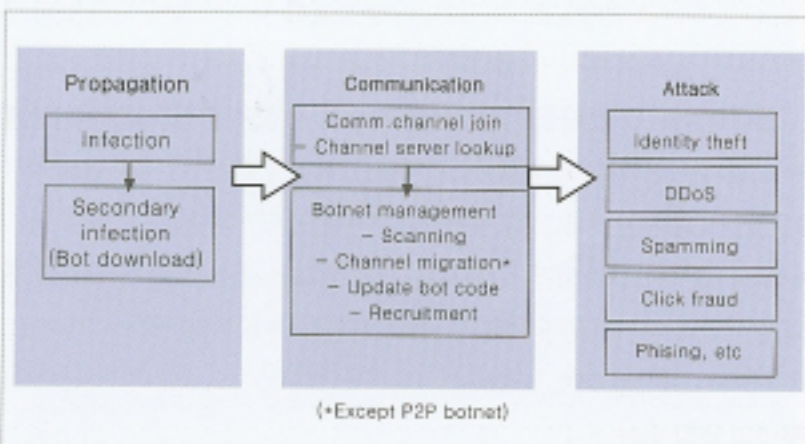 Propagation
Infection
Secondary
infection
(Bot download)
Communication
Comm.channel join
- Channel server lookup
Botnet management
- Scanning
- Channel migration*
- Update bot code
- Recruitment
Attack
Identity theft
DDoS
Spamming
Click fraud
Phising, etc
(*Except P2P botnet)